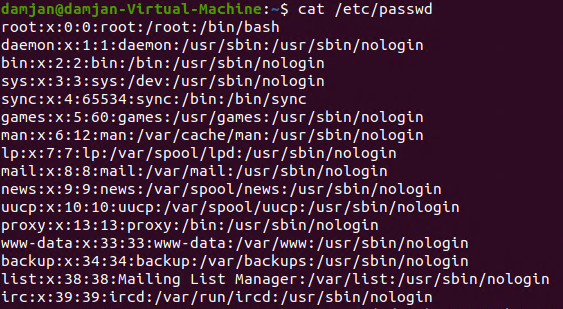 damjan@damjan-Virtual-Machine:~$ cat /etc/passwd
root:x:0:0:root:/root:/bin/bash
daemon:x:1:1:daemon:/usr/sbin:/usr/sbin/nologin
bin:x:2:2:bin:/bin:/usr/sbin/nologin
sys:x:3:3:sys:/dev:/usr/sbin/nologin
sync:x:4:65534:sync:/bin:/bin/sync
games:x:5:60:games:/usr/games:/usr/sbin/nologin
man:x:6:12:man:/var/cache/man:/usr/sbin/nologin
lp:x:7:7:lp:/var/spool/lpd:/usr/sbin/nologin
mail:x:8:8:mail:/var/mail:/usr/sbin/nologin
news:x:9:9:news:/var/spool/news:/usr/sbin/nologin
uucp:x:10:10:uucp:/var/spool/uucp:/usr/sbin/nologin
proxy:x:13:13:proxy:/bin:/usr/sbin/nologin
www-data:x:33:33:www-data:/var/www:/usr/sbin/nologin
backup:x:34:34:backup:/var/backups:/usr/sbin/nologin
list:x:38:38:Mailing List Manager:/var/list:/usr/sbin/nologin
irc:x:39:39:ircd:/var/run/ircd:/usr/sbin/nologin